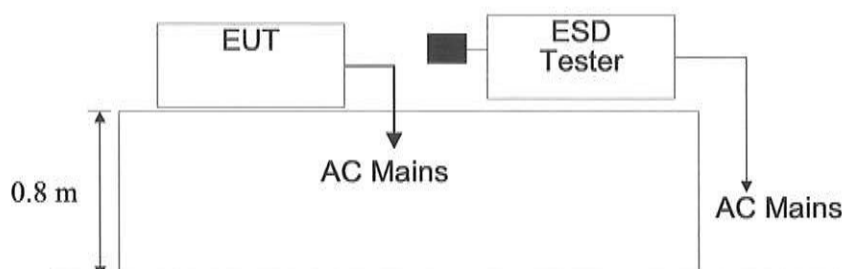 EUT
ESD
Tester
AC Mains
0.8 m
AC Mains